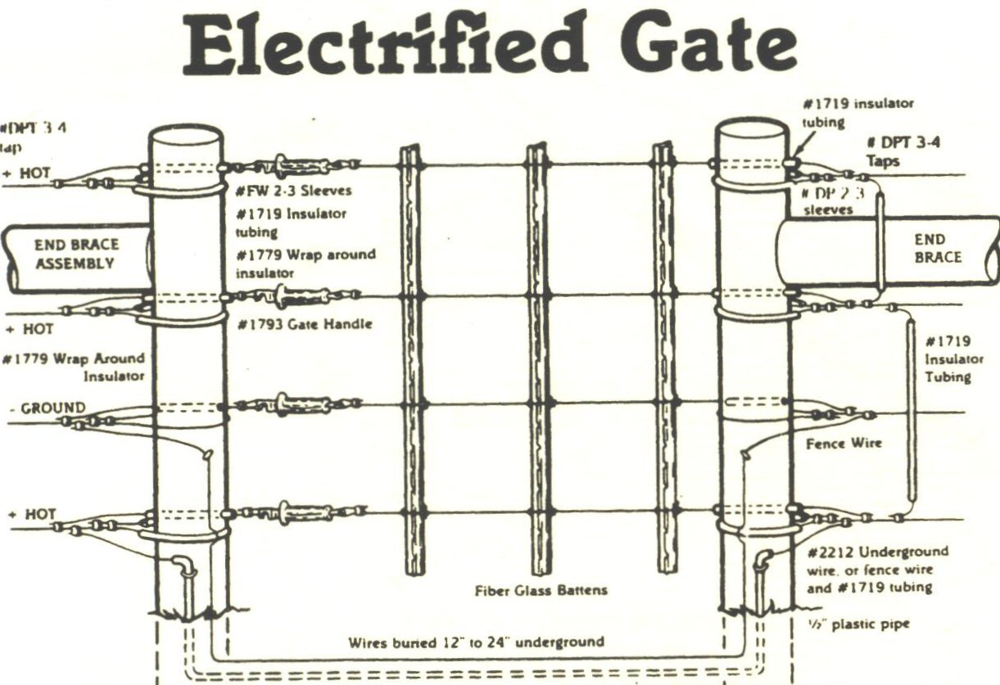 Electrified Gate
#DPT 3-4
tap
+ HOT
#1719 insulator
tubing
# DPT 3-4
Taps
#FW 2-3 Sleeves
#1719 Insulator
tubing
#1779 Wrap around
insulator
# DP 2-3
sleeves
END BRACE
ASSEMBLY
END
BRACE
+ HOT
#1793 Gate Handle
#1779 Wrap Around
Insulator
#1719
Insulator
Tubing
- GROUND
Fence Wire
+ HOT
#2212 Underground
wire. or fence wire
and #1719 tubing
Fiber Glass Battens
½" plastic pipe
Wires buried 12" to 24" underground